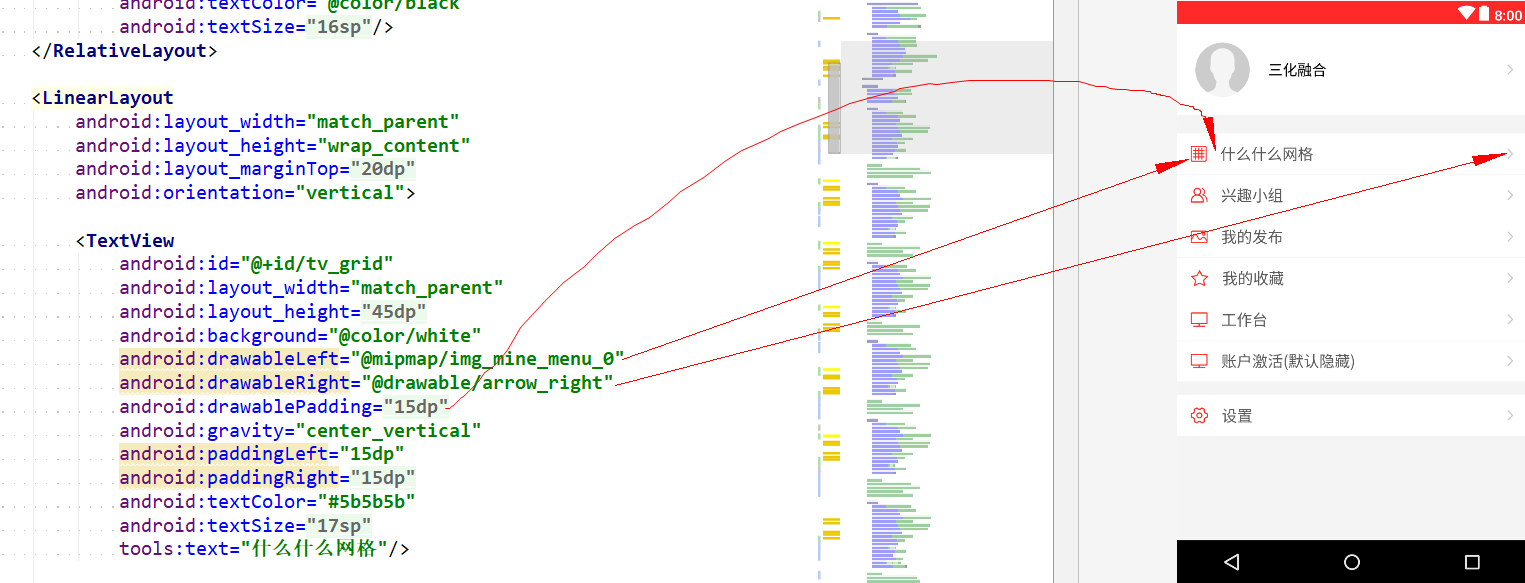 android:textColor="@color/black"
android:textSize="16sp"/>
</RelativeLayout>
<LinearLayout
android:layout_width="match_parent"
android:layout_height="wrap_content"
android:layout_marginTop="20dp"
android:orientation="vertical">
<TextView
android:id="@+id/tv_grid"
android:layout_width="match_parent"
android:layout_height="45dp"
android:background="@color/white"
android:drawableLeft="@mipmap/img_mine_menu_0"
android:drawableRight="@drawable/arrow_right"
android:drawablePadding="15dp"
android:gravity="center_vertical"
android:paddingLeft="15dp"
android:paddingRight="15dp"
android:textColor="#5b5b5b"
android:textSize="17sp"
tools:text="什么什么网格"/>
8:00
三化融合
什么什么网格
兴趣小组
我的发布
我的收藏
工作台
账户激活(默认隐藏)
设置